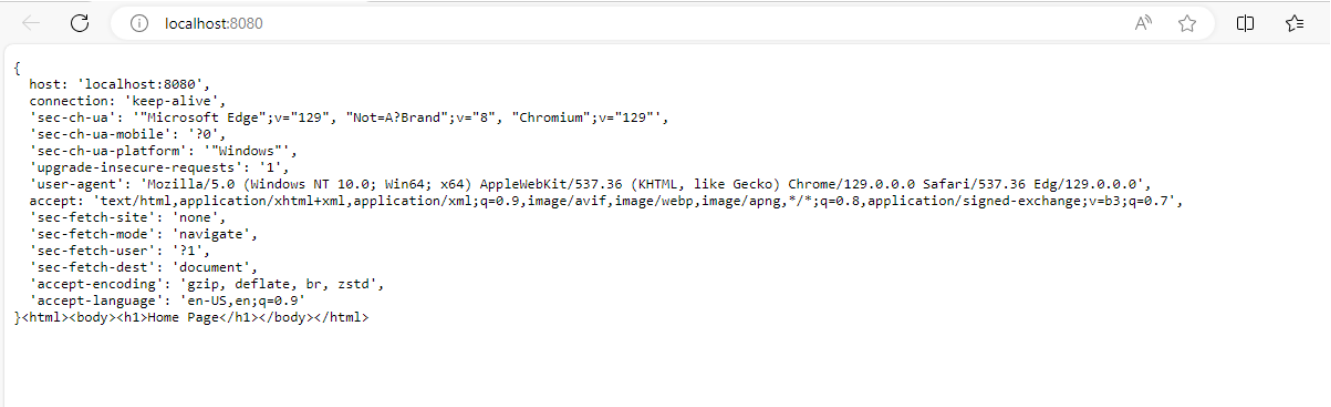 localhost:8080
{
  host: 'localhost:8080',
  connection: 'keep-alive',
  'sec-ch-ua': '"Microsoft Edge";v="129", "Not=A?Brand";v="8", "Chromium";v="129"',
  'sec-ch-ua-mobile': '?0',
  'sec-ch-ua-platform': '"Windows"',
  'upgrade-insecure-requests': '1',
  'user-agent': 'Mozilla/5.0 (Windows NT 10.0; Win64; x64) AppleWebKit/537.36 (KHTML, like Gecko) Chrome/129.0.0.0 Safari/537.36 Edg/129.0.0.0',
  accept: 'text/html,application/xhtml+xml,application/xml;q=0.9,image/avif,image/webp,image/apng,*/*;q=0.8,application/signed-exchange;v=b3;q=0.7',
  'sec-fetch-site': 'none',
  'sec-fetch-mode': 'navigate',
  'sec-fetch-user': '?1',
  'sec-fetch-dest': 'document',
  'accept-encoding': 'gzip, deflate, br, zstd',
  'accept-language': 'en-US,en;q=0.9'
}<html><body><h1>Home Page</h1></body></html>